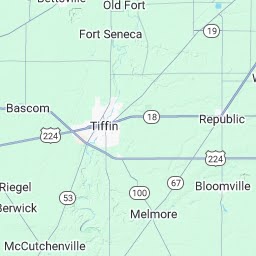 Old Fort
Fort Seneca
19
Bascom
18
Tiffin
Republic
224
224
Riegel
67
53
100
Bloomville
Berwick
Melmore
McCutchenville